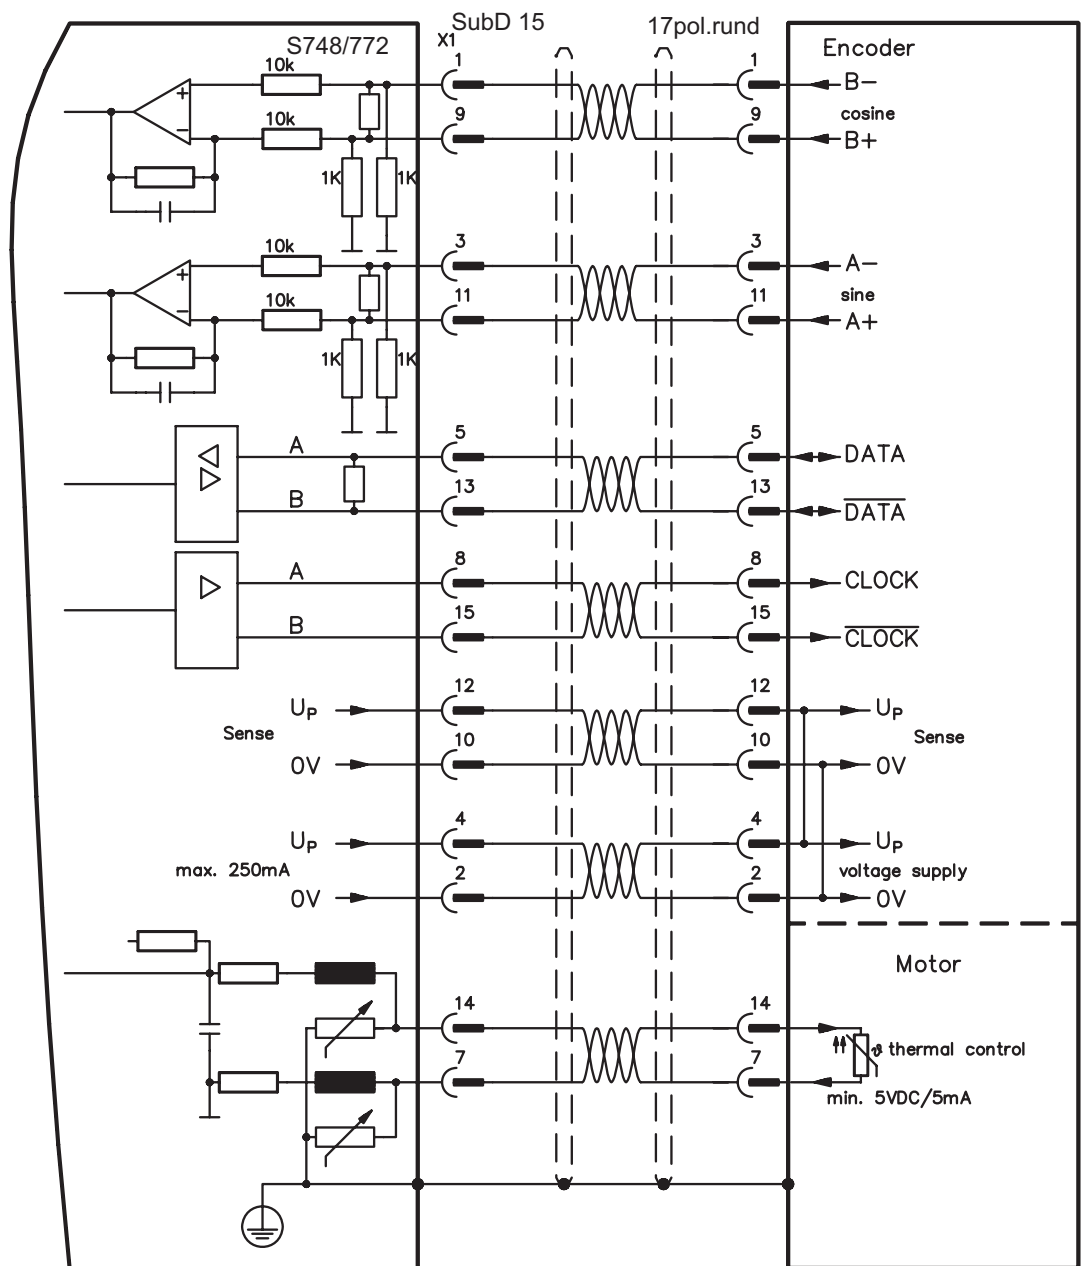 SubD 15
17pol.rund
S748/772
X1
Encoder
10k
1
1
B-
+
cosine
10k
9
9
B+
−
1K
1K
10k
3
3
A-
+
sine
10k
11
11
A+
−
1K
1K
A
5
5
DATA
B
13
13
D̅A̅T̅A̅
A
8
8
CLOCK
B
15
15
C̅L̅O̅C̅K̅
UP
12
12
UP
Sense
Sense
0V
10
10
0V
UP
4
4
UP
max. 250mA
voltage supply
0V
2
2
0V
Motor
14
14
ϑ thermal control
7
7
min. 5VDC/5mA